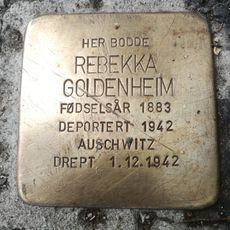 HER BODDE
REBEKKA
GOLDENHEIM
FØDSELSÅR 1883
DEPORTERT 1942
AUSCHWITZ
DREPT 1.12.1942